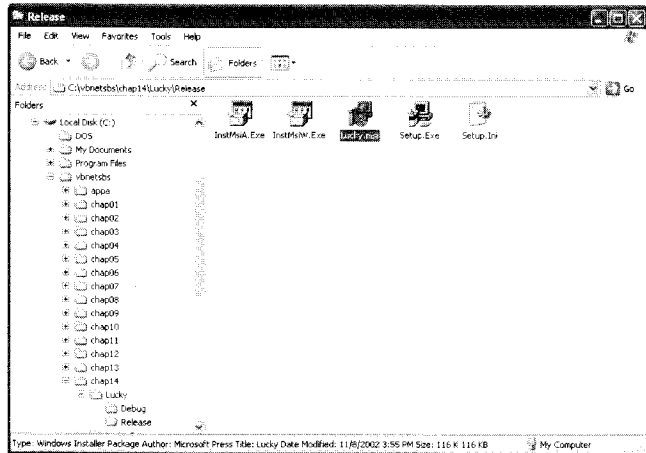 Release
File Edit View Favorites Tools Help
Back Search Folders
Address C:\vbnetsbs\chap14\Lucky\Release Go
Folders
Local Disk (C:)
DOS
My Documents
Program Files
vbnetsbs
appa
chap01
chap02
chap03
chap04
chap05
chap06
chap07
chap08
chap09
chap10
chap11
chap12
chap13
chap14
Lucky
Debug
Release
InstMsiA.Exe InstMsiW.Exe Lucky.msi Setup.Exe Setup.Ini
Type: Windows Installer Package Author: Microsoft Press Title: Lucky Date Modified: 11/8/2002 3:55 PM Size: 116 K 116 KB My Computer